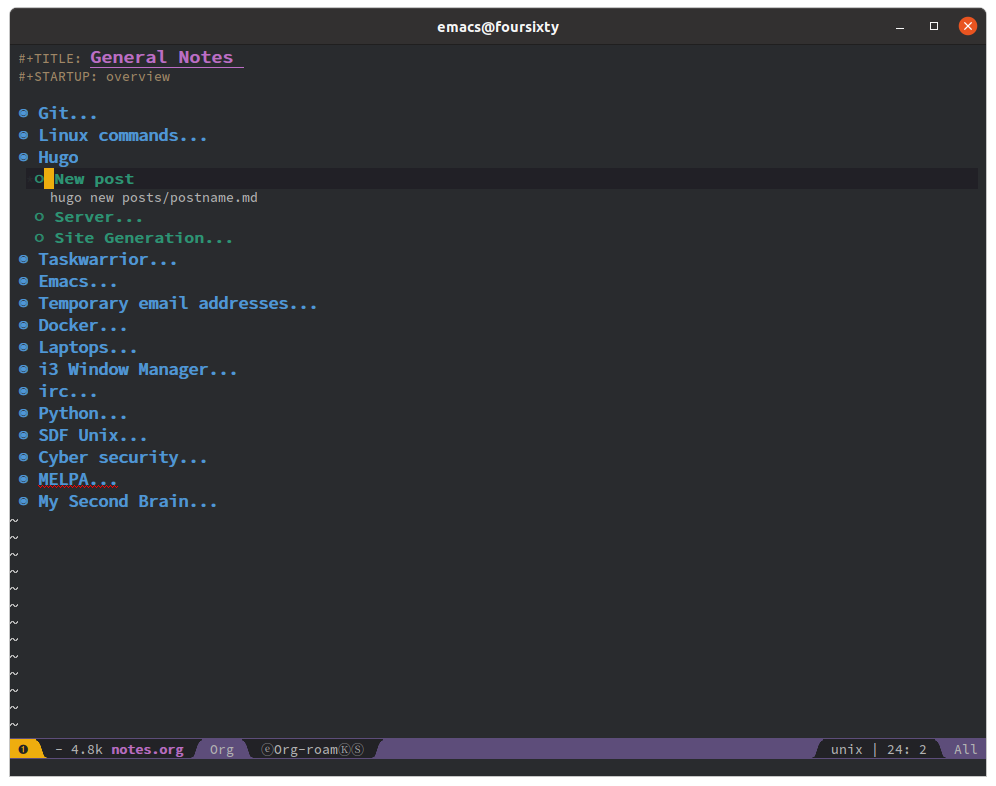 emacs@foursixty
#+TITLE: General Notes
#+STARTUP: overview
Git...
Linux commands...
Hugo
New post
hugo new posts/postname.md
Server...
Site Generation...
Taskwarrior...
Emacs...
Temporary email addresses...
Docker...
Laptops...
i3 Window Manager...
irc...
Python...
SDF Unix...
Cyber security...
MELPA...
My Second Brain...
~
~
~
~
~
~
~
~
~
~
~
~
~
❶ - 4.8k notes.org Org ⓔOrg-roamⓀⓈ unix | 24: 2 All